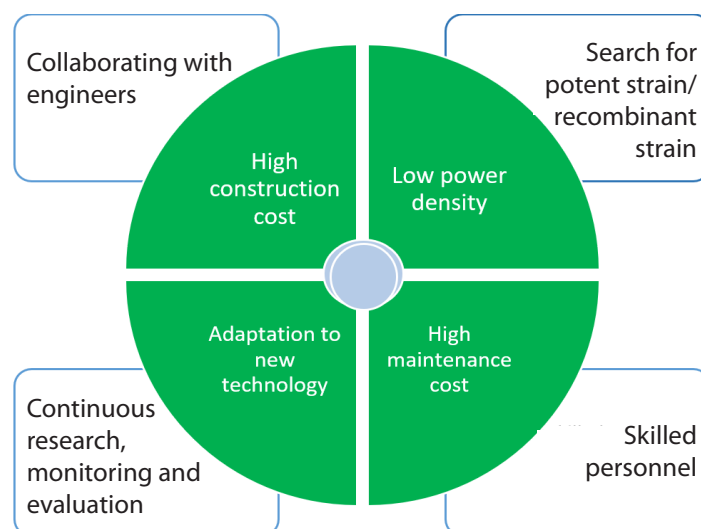 Collaborating with
engineers
Search for
potent strain/
recombinant
strain
High
construction
cost
Low power
density
Adaptation to
new
technology
High
maintenance
cost
Continuous
research,
monitoring and
evaluation
Skilled
personnel